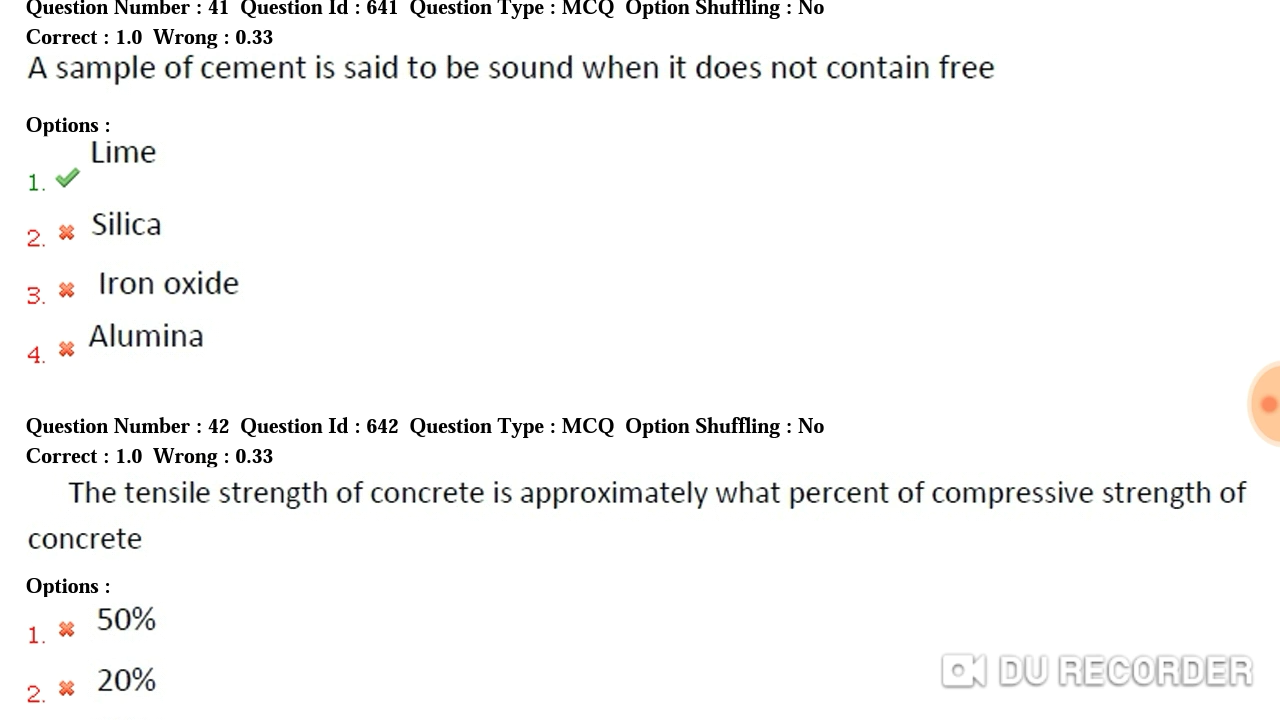 Question Number : 41 Question Id : 641 Question Type : MCQ Option Shuffling : No
Correct : 1.0 Wrong : 0.33
A sample of cement is said to be sound when it does not contain free
Options :
1. Lime
2. Silica
3. Iron oxide
4. Alumina
Question Number : 42 Question Id : 642 Question Type : MCQ Option Shuffling : No
Correct : 1.0 Wrong : 0.33
The tensile strength of concrete is approximately what percent of compressive strength of
concrete
Options :
1. 50%
2. 20%
DU RECORDER